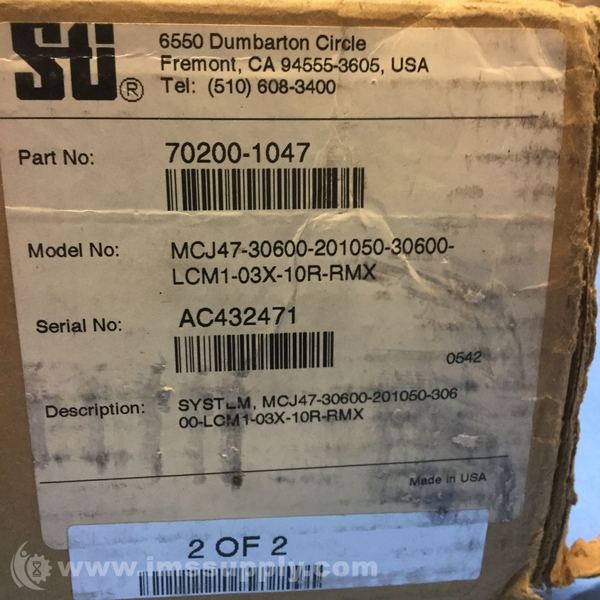 Sti ®
6550 Dumbarton Circle
Fremont, CA 94555-3605, USA
Tel: (510) 608-3400
Part No: 70200-1047
Model No: MCJ47-30600-201050-30600-
LCM1-03X-10R-RMX
Serial No: AC432471
0542
Description: SYSTEM, MCJ47-30600-201050-306
00-LCM1-03X-10R-RMX
Made in USA
2 OF 2
www.imssupply.com